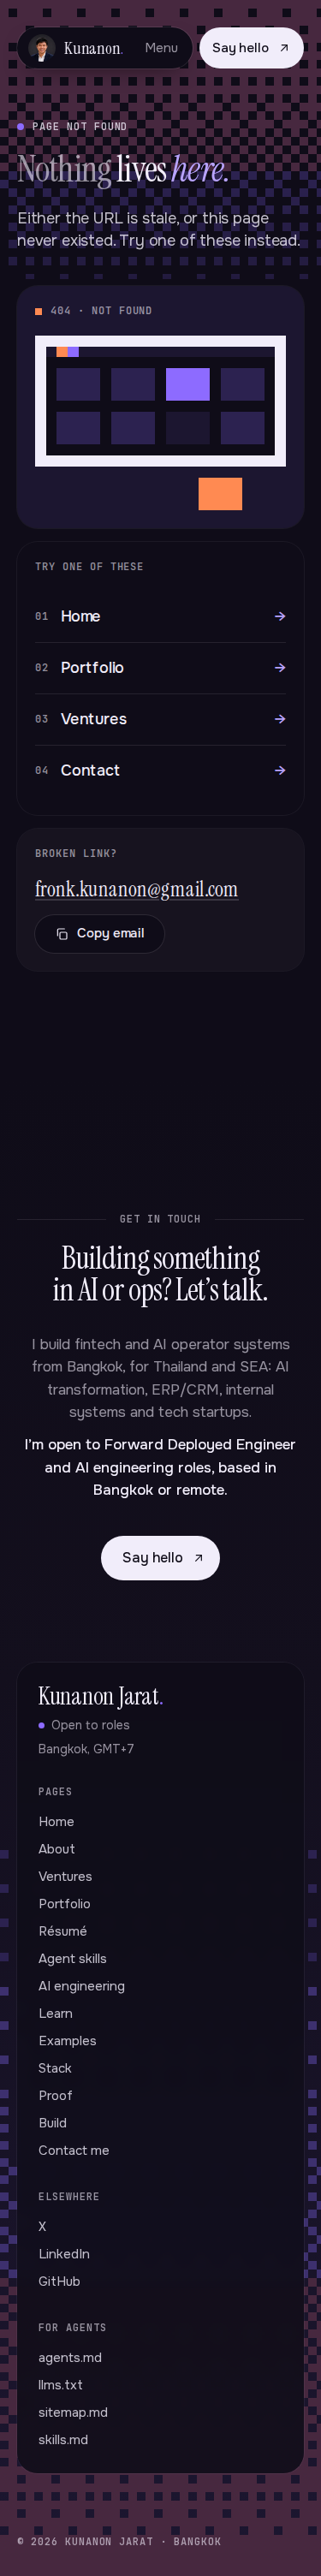 Kunanon.
Menu
Say hello
PAGE NOT FOUND
Nothing lives here.
Either the URL is stale, or this page
never existed. Try one of these instead.
404 · NOT FOUND
TRY ONE OF THESE
01 Home
02 Portfolio
03 Ventures
04 Contact
BROKEN LINK?
fronk.kunanon@gmail.com
Copy email
GET IN TOUCH
Building something
in AI or ops? Let's talk.
I build fintech and AI operator systems
from Bangkok, for Thailand and SEA: AI
transformation, ERP/CRM, internal
systems and tech startups.
I'm open to Forward Deployed Engineer
and AI engineering roles, based in
Bangkok or remote.
Say hello
Kunanon Jarat.
Open to roles
Bangkok, GMT+7
PAGES
Home
About
Ventures
Portfolio
Résumé
Agent skills
AI engineering
Learn
Examples
Stack
Proof
Build
Contact me
ELSEWHERE
X
LinkedIn
GitHub
FOR AGENTS
agents.md
llms.txt
sitemap.md
skills.md
© 2026 KUNANON JARAT · BANGKOK